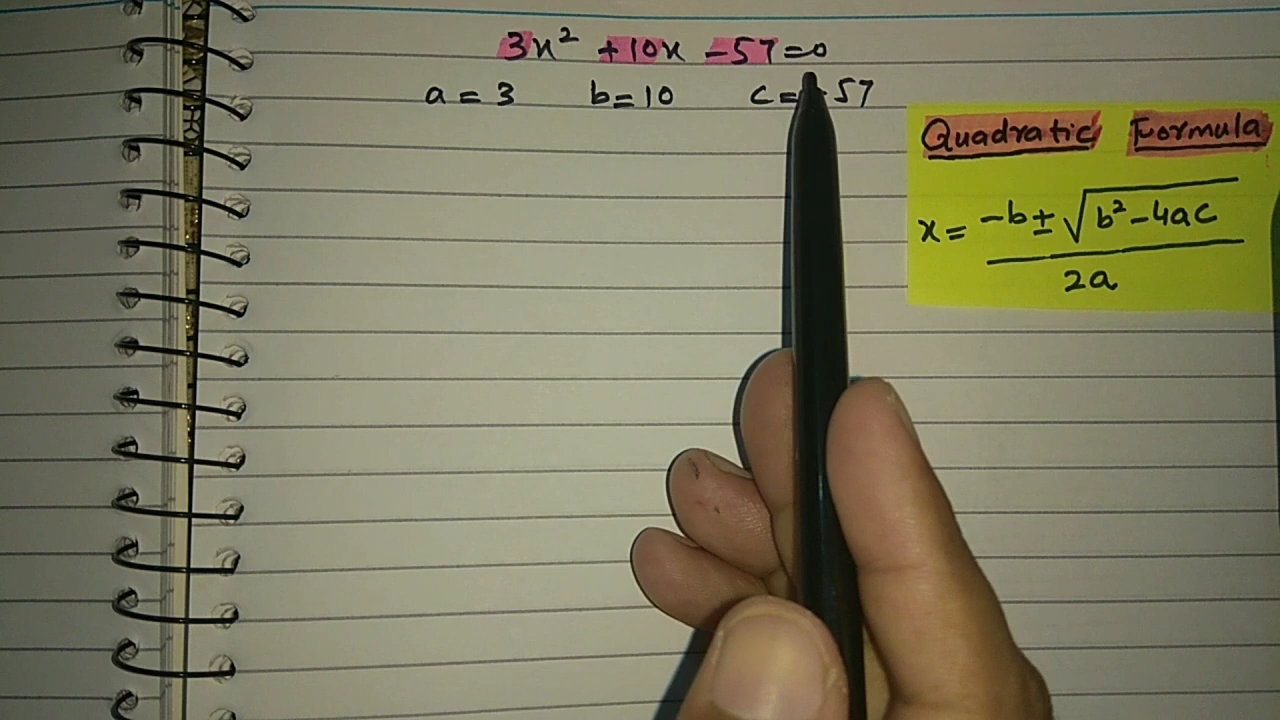 3x² +10x -57=0
a = 3 b=10 c=-57
Quadratic Formula
x= -b±√b²-4ac
2a